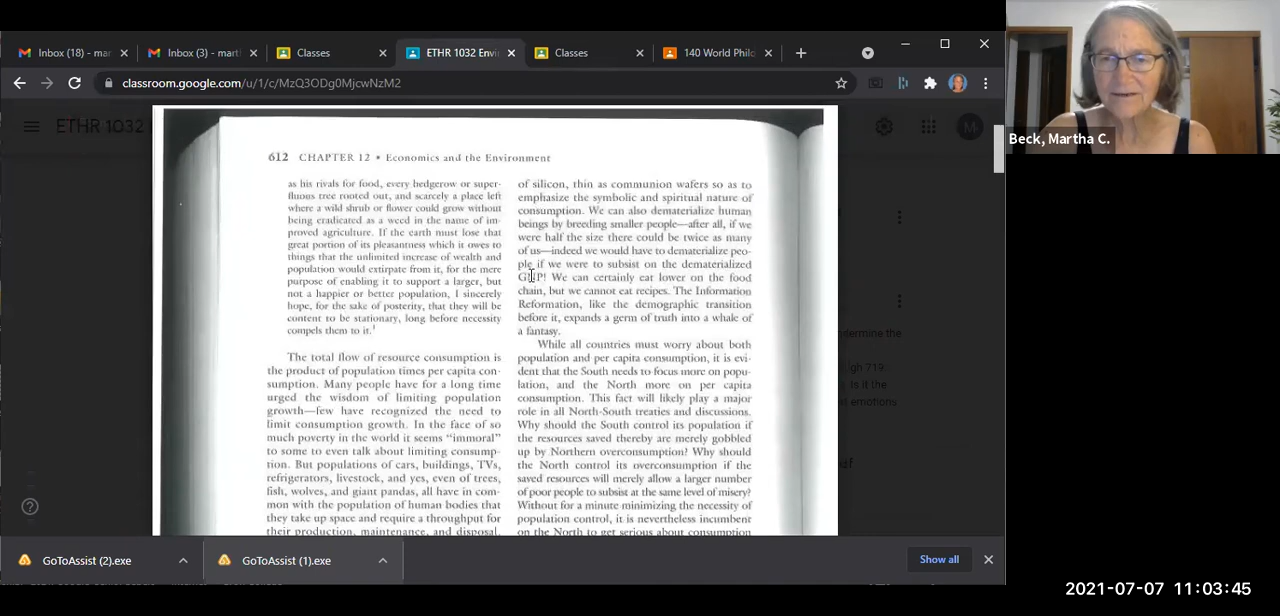 Inbox (18) - mar
Inbox (3) - mart
Classes
ETHR 1032 Envi
Classes
140 World Philo
classroom.google.com/u/1/c/MzQ3ODg0MjcwNzM2
ETHR 1032
M
Beck, Martha C.
612 CHAPTER 12 • Economics and the Environment
as his rivals for food, every hedgerow or super-
fluous tree rooted out, and scarcely a place left
where a wild shrub or flower could grow without
being eradicated as a weed in the name of im-
proved agriculture. If the earth must lose that
great portion of its pleasantness which it owes to
things that the unlimited increase of wealth and
population would extirpate from it, for the mere
purpose of enabling it to support a larger, but
not a happier or better population, I sincerely
hope, for the sake of posterity, that they will be
content to be stationary, long before necessity
compels them to it.¹
The total flow of resource consumption is
the product of population times per capita con-
sumption. Many people have for a long time
urged the wisdom of limiting population
growth—few have recognized the need to
limit consumption growth. In the face of so
much poverty in the world it seems "immoral"
to some to even talk about limiting consump-
tion. But populations of cars, buildings, TVs,
refrigerators, livestock, and yes, even of trees,
fish, wolves, and giant pandas, all have in com-
mon with the population of human bodies that
they take up space and require a throughput for
their production, maintenance, and disposal.
of silicon, thin as communion wafers so as to
emphasize the symbolic and spiritual nature of
consumption. We can also dematerialize human
beings by breeding smaller people—after all, if we
were half the size there could be twice as many
of us—indeed we would have to dematerialize peo-
ple if we were to subsist on the dematerialized
GNP! We can certainly eat lower on the food
chain, but we cannot eat recipes. The Information
Reformation, like the demographic transition
before it, expands a germ of truth into a whale of
a fantasy.
While all countries must worry about both
population and per capita consumption, it is evi-
dent that the South needs to focus more on popu-
lation, and the North more on per capita
consumption. This fact will likely play a major
role in all North-South treaties and discussions.
Why should the South control its population if
the resources saved thereby are merely gobbled
up by Northern overconsumption? Why should
the North control its overconsumption if the
saved resources will merely allow a larger number
of poor people to subsist at the same level of misery?
Without for a minute minimizing the necessity of
population control, it is nevertheless incumbent
on the North to get serious about consumption
termine the
gh 719.
Is it the
emotions
GoToAssist (2).exe
GoToAssist (1).exe
Show all
2021-07-07 11:03:45